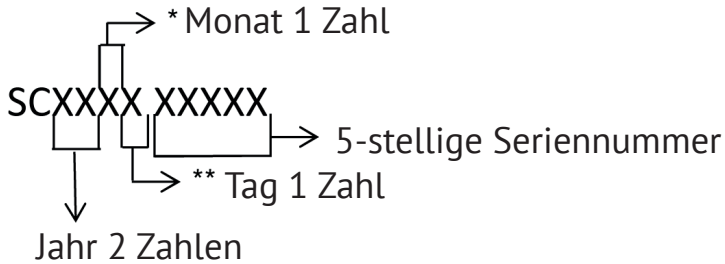 * Monat 1 Zahl
SCXXXX XXXXX
5-stellige Seriennummer
** Tag 1 Zahl
Jahr 2 Zahlen